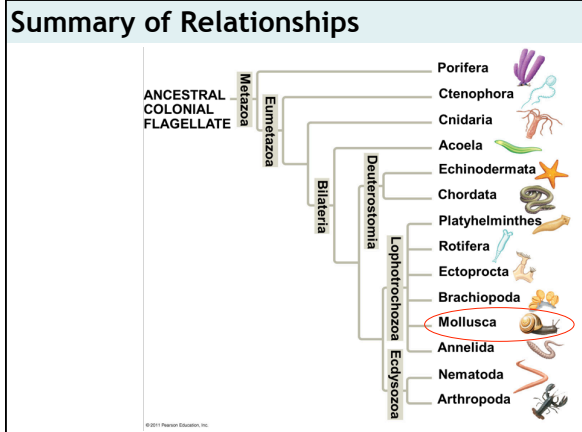 Summary of Relationships
ANCESTRAL
COLONIAL
FLAGELLATE
Metazoa
Eumetazoa
Bilateria
Deuterostomia
Lophotrochozoa
Ecdysozoa
Porifera
Ctenophora
Cnidaria
Acoela
Echinodermata
Chordata
Platyhelminthes
Rotifera
Ectoprocta
Brachiopoda
Mollusca
Annelida
Nematoda
Arthropoda
©2011 Pearson Education, Inc.